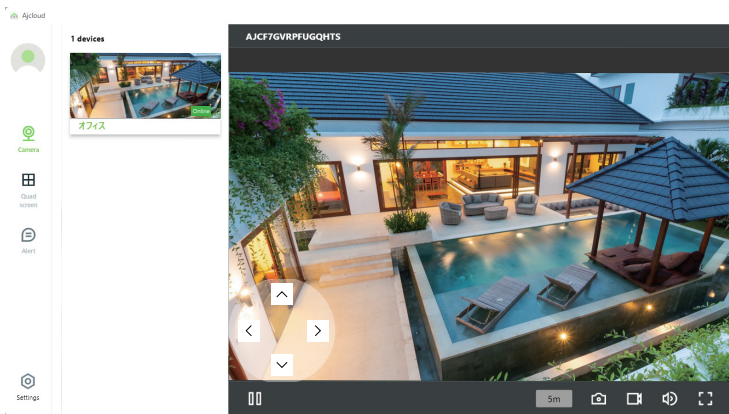 Ajcloud
1 devices
AJCF7GVRPFUGQHTS
Online
オフィス
Camera
Quad
screen
Alert
Settings
5m